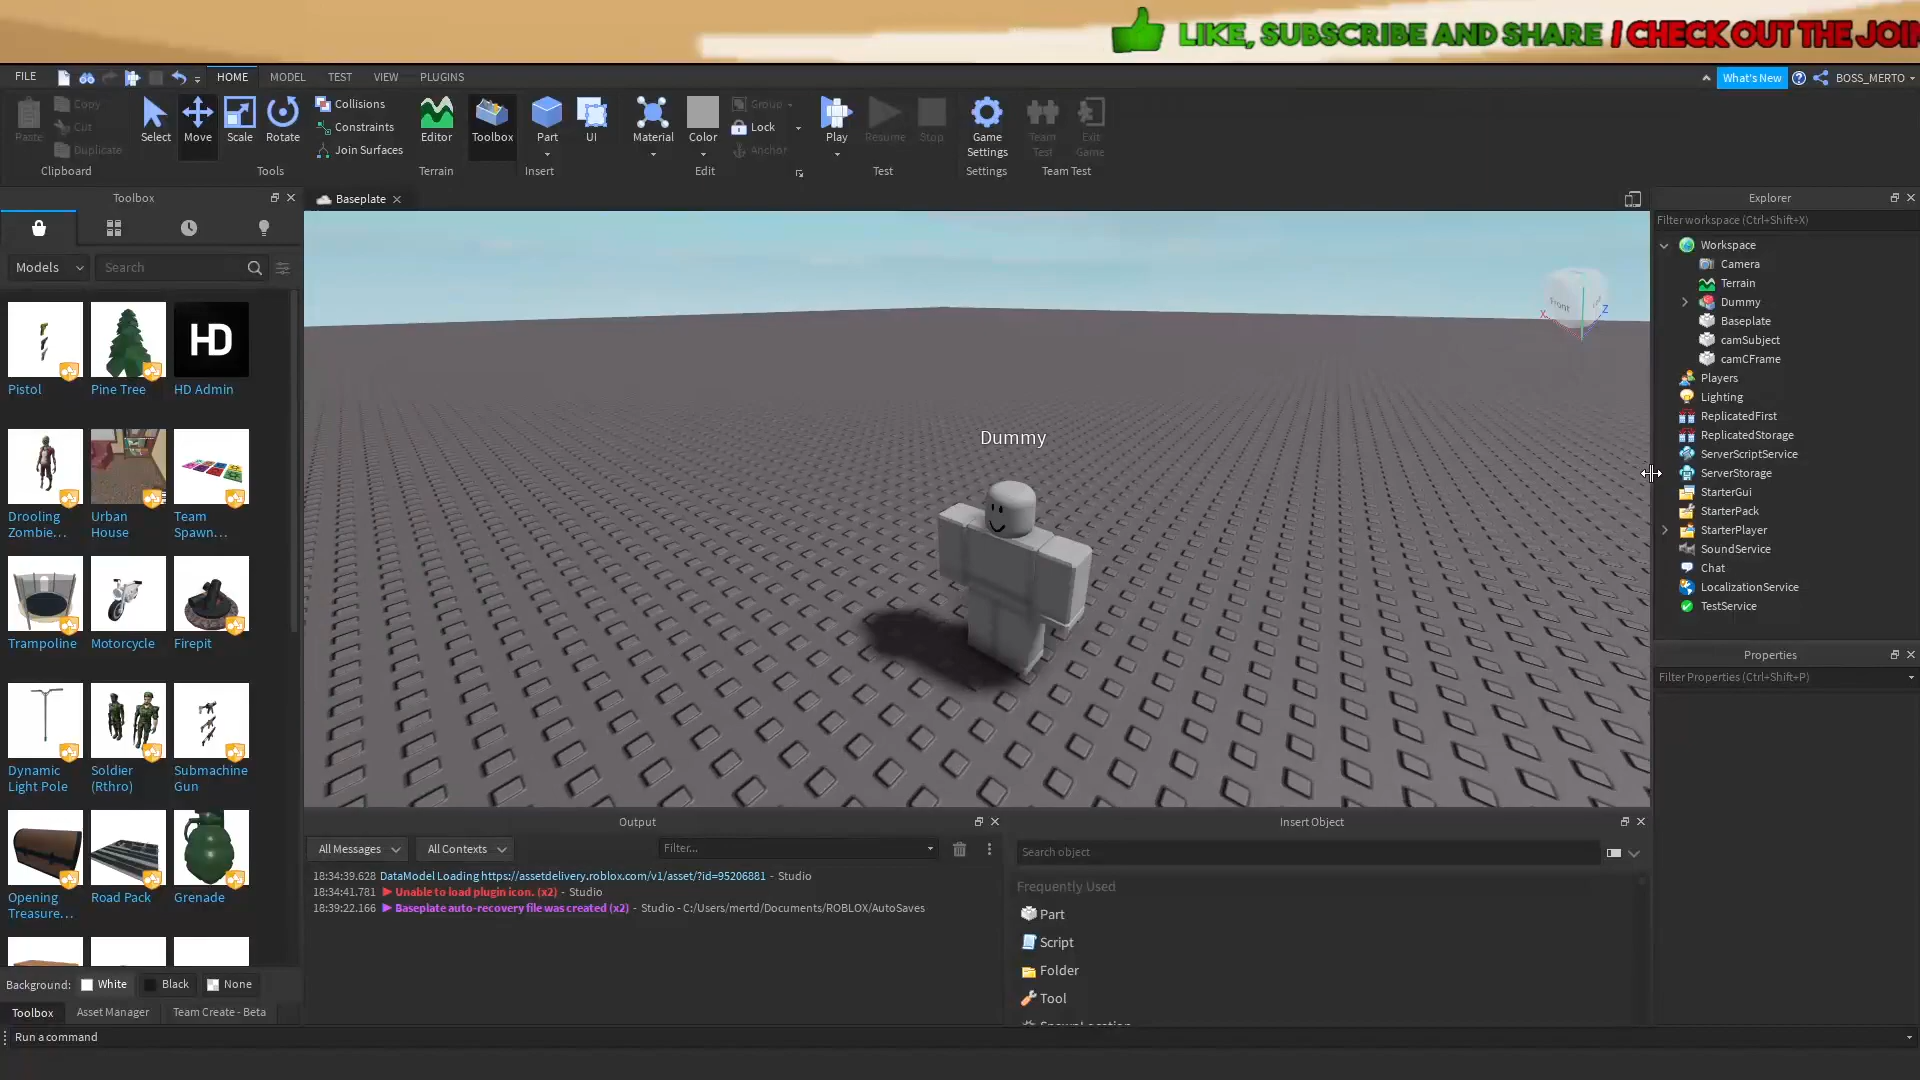 LIKE, SUBSCRIBE AND SHARE / CHECK OUT THE JOIN
FILE HOME MODEL TEST VIEW PLUGINS What's New BOSS_MERTO
Paste Copy Cut Duplicate Clipboard
Select Move Scale Rotate Tools
Collisions
Constraints
Join Surfaces
Editor Terrain
Toolbox Part UI Insert
Material Color Group Lock Anchor Edit
Play Resume Stop Test
Game Settings Settings
Team Test Exit Game Team Test
Toolbox
Models Search
Pistol Pine Tree HD Admin
HD
Drooling Zombie... Urban House Team Spawn...
Trampoline Motorcycle Firepit
Dynamic Light Pole Soldier (Rthro) Submachine Gun
Opening Treasure... Road Pack Grenade
Background: White Black None
Toolbox Asset Manager Team Create - Beta
Run a command
Baseplate
Dummy
Front
X
Z
Output
All Messages All Contexts Filter...
18:34:39.628 DataModel Loading https://assetdelivery.roblox.com/v1/asset/?id=95206881 - Studio
18:34:41.781 Unable to load plugin icon. (x2) - Studio
18:39:22.166 Baseplate auto-recovery file was created (x2) - Studio - C:/Users/mertd/Documents/ROBLOX/AutoSaves
Insert Object
Search object
Frequently Used
Part
Script
Folder
Tool
SpawnLocation
Explorer
Filter workspace (Ctrl+Shift+X)
Workspace
Camera
Terrain
Dummy
Baseplate
camSubject
camCFrame
Players
Lighting
ReplicatedFirst
ReplicatedStorage
ServerScriptService
ServerStorage
StarterGui
StarterPack
StarterPlayer
SoundService
Chat
LocalizationService
TestService
Properties
Filter Properties (Ctrl+Shift+P)